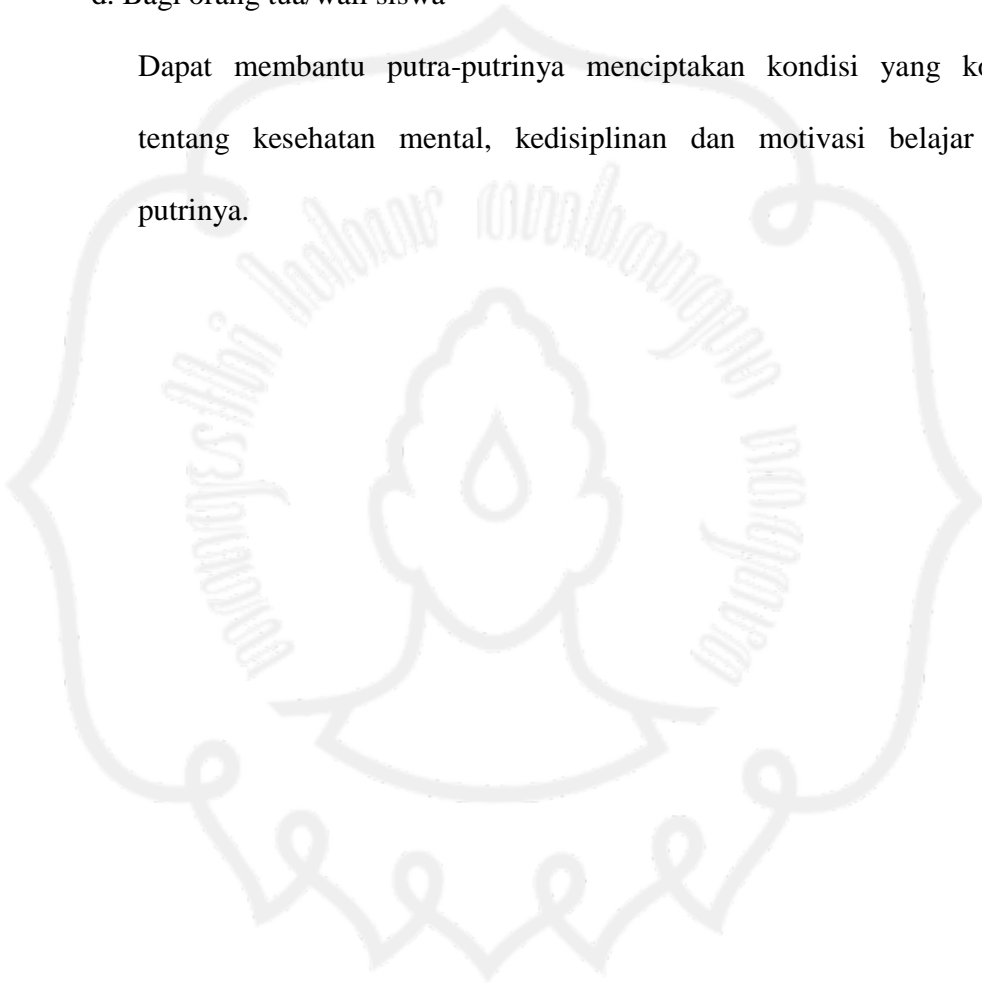 d. Bagi orang tua/wali siswa
Dapat membantu putra-putrinya menciptakan kondisi yang ko
tentang kesehatan mental, kedisiplinan dan motivasi belajar
putrinya.